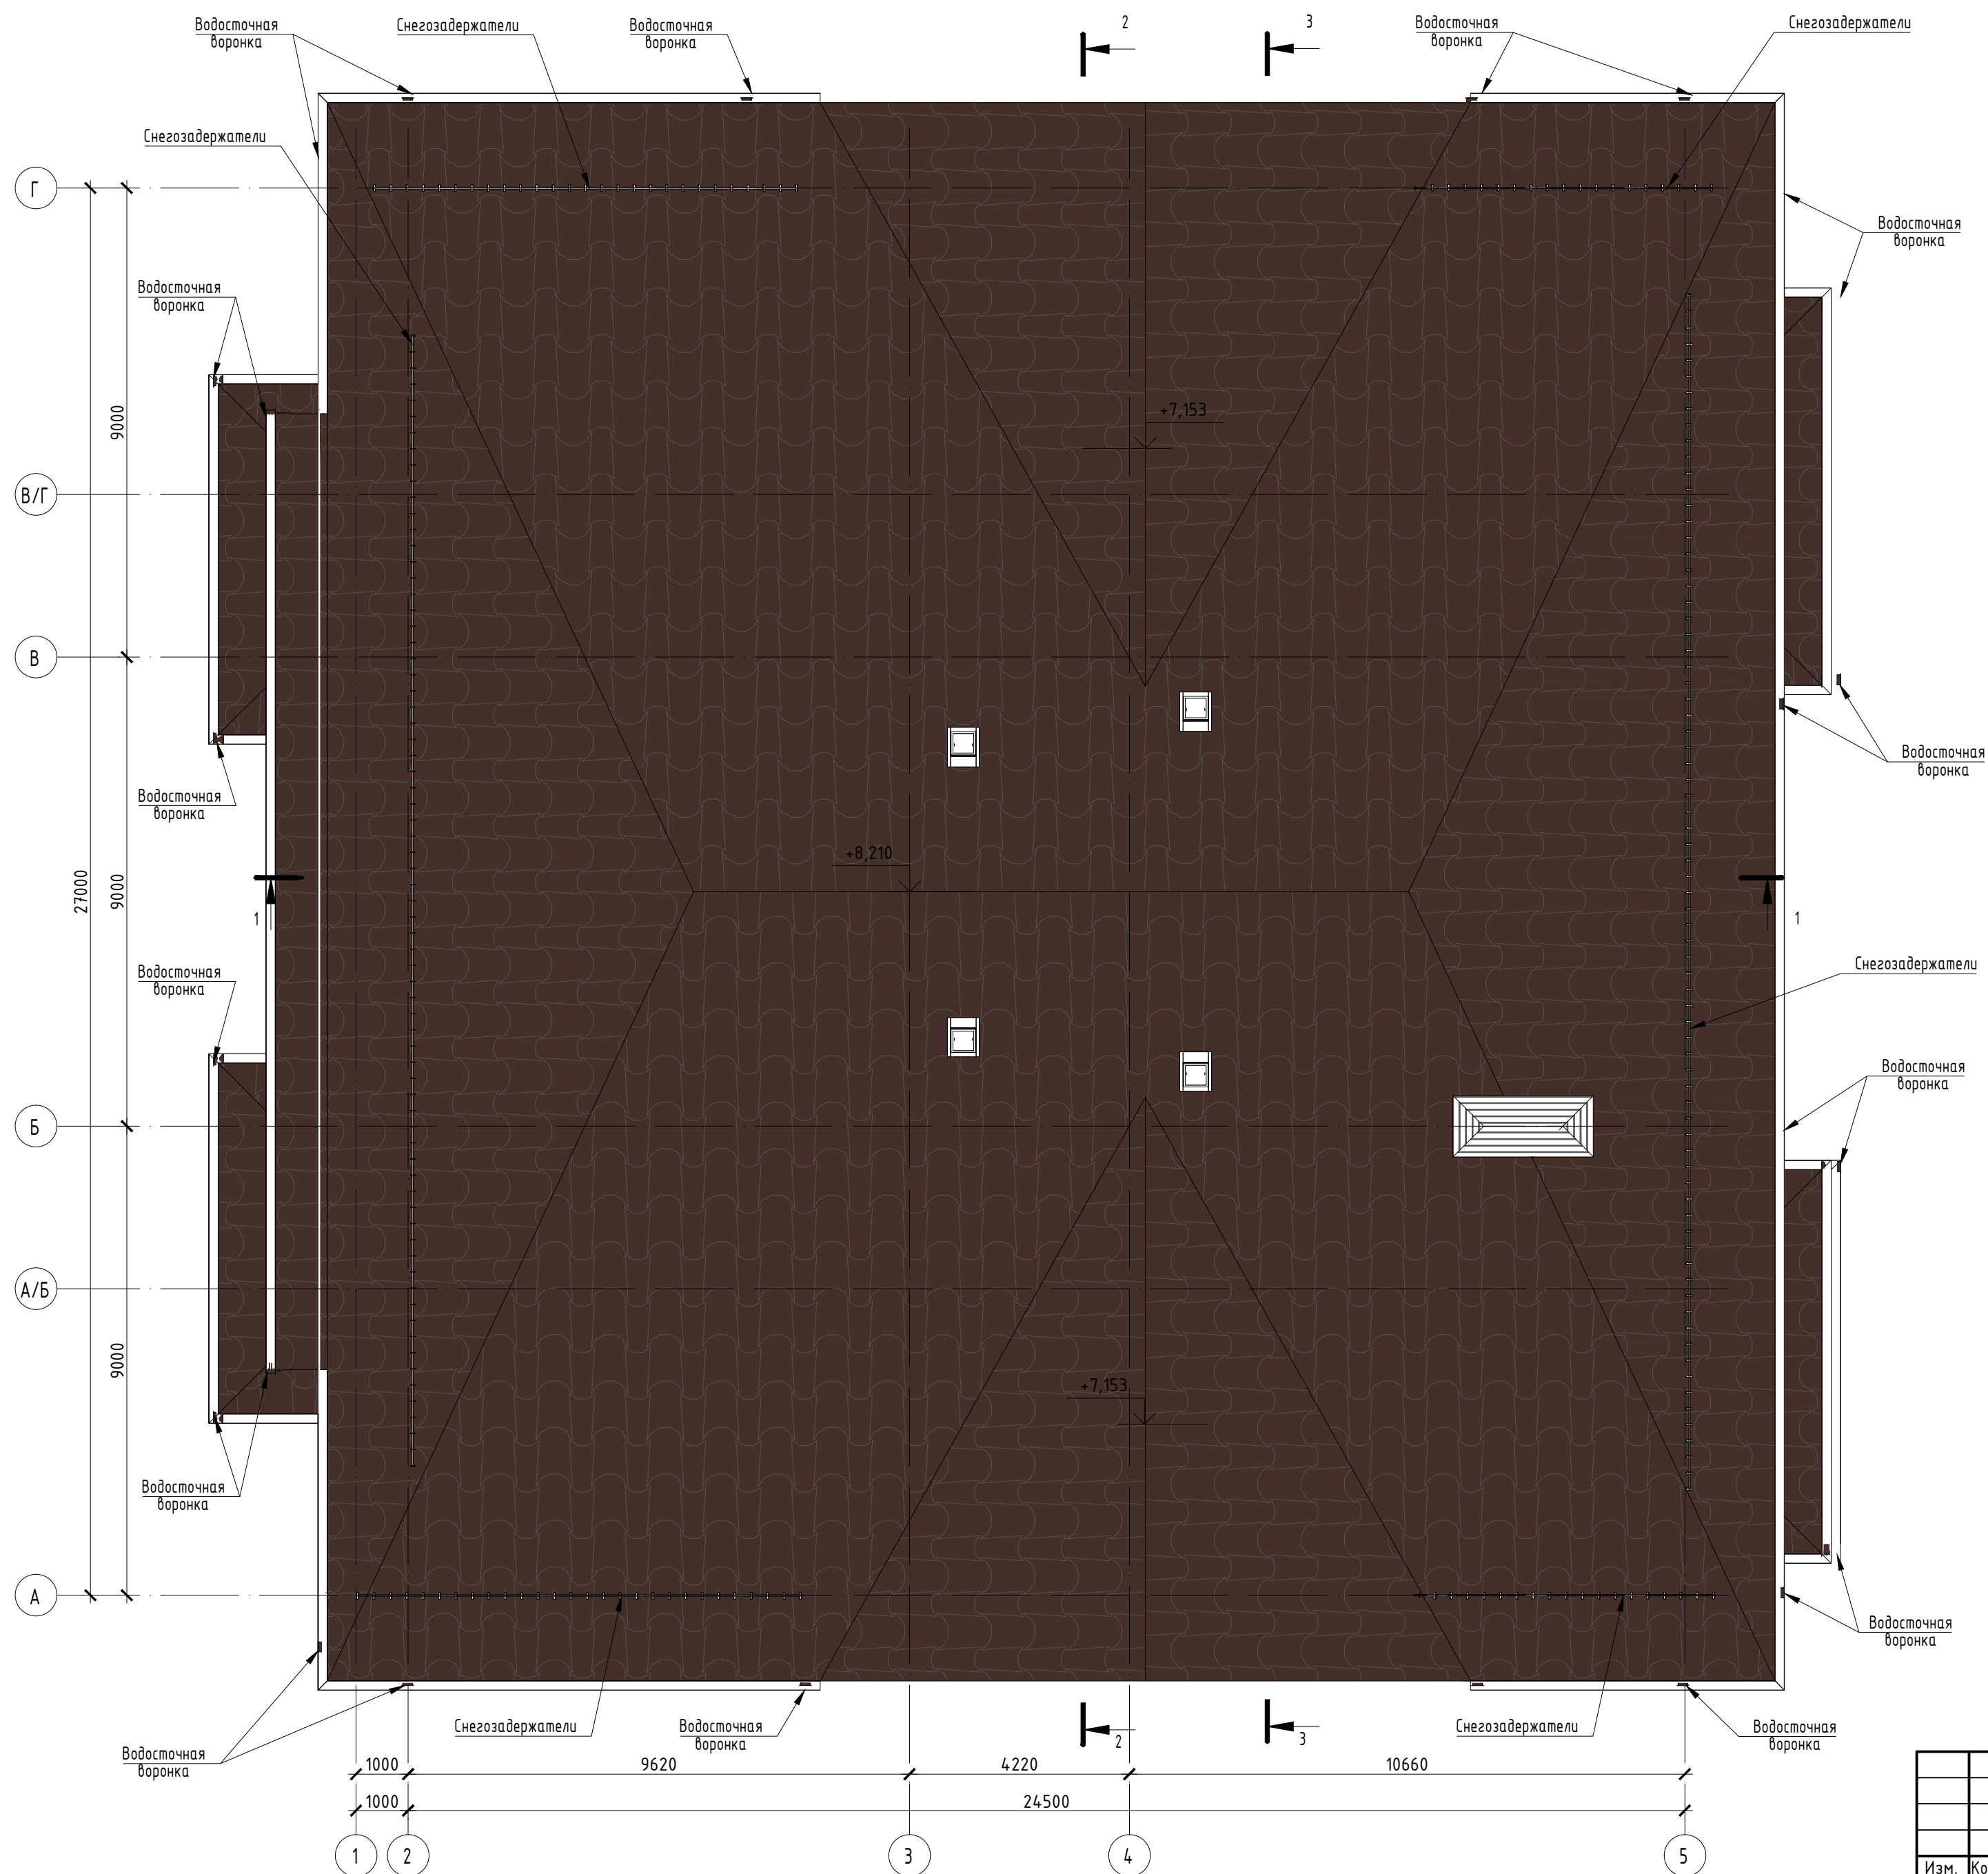 Водосточная
воронка
Снегозадержатели
Водосточная
воронка
2
3
Водосточная
воронка
Снегозадержатели
Снегозадержатели
Г
Водосточная
воронка
Водосточная
воронка
9000
+7,153
В/Г
В
Водосточная
воронка
Водосточная
воронка
+8,210
27000
9000
1
1
Водосточная
воронка
Снегозадержатели
Водосточная
воронка
Б
А/Б
9000
+7,153
Водосточная
воронка
А
Водосточная
воронка
Снегозадержатели
Водосточная
воронка
2
3
Снегозадержатели
Водосточная
воронка
Водосточная
воронка
1000
9620
4220
10660
1000
24500
1
2
3
4
5
Изм.